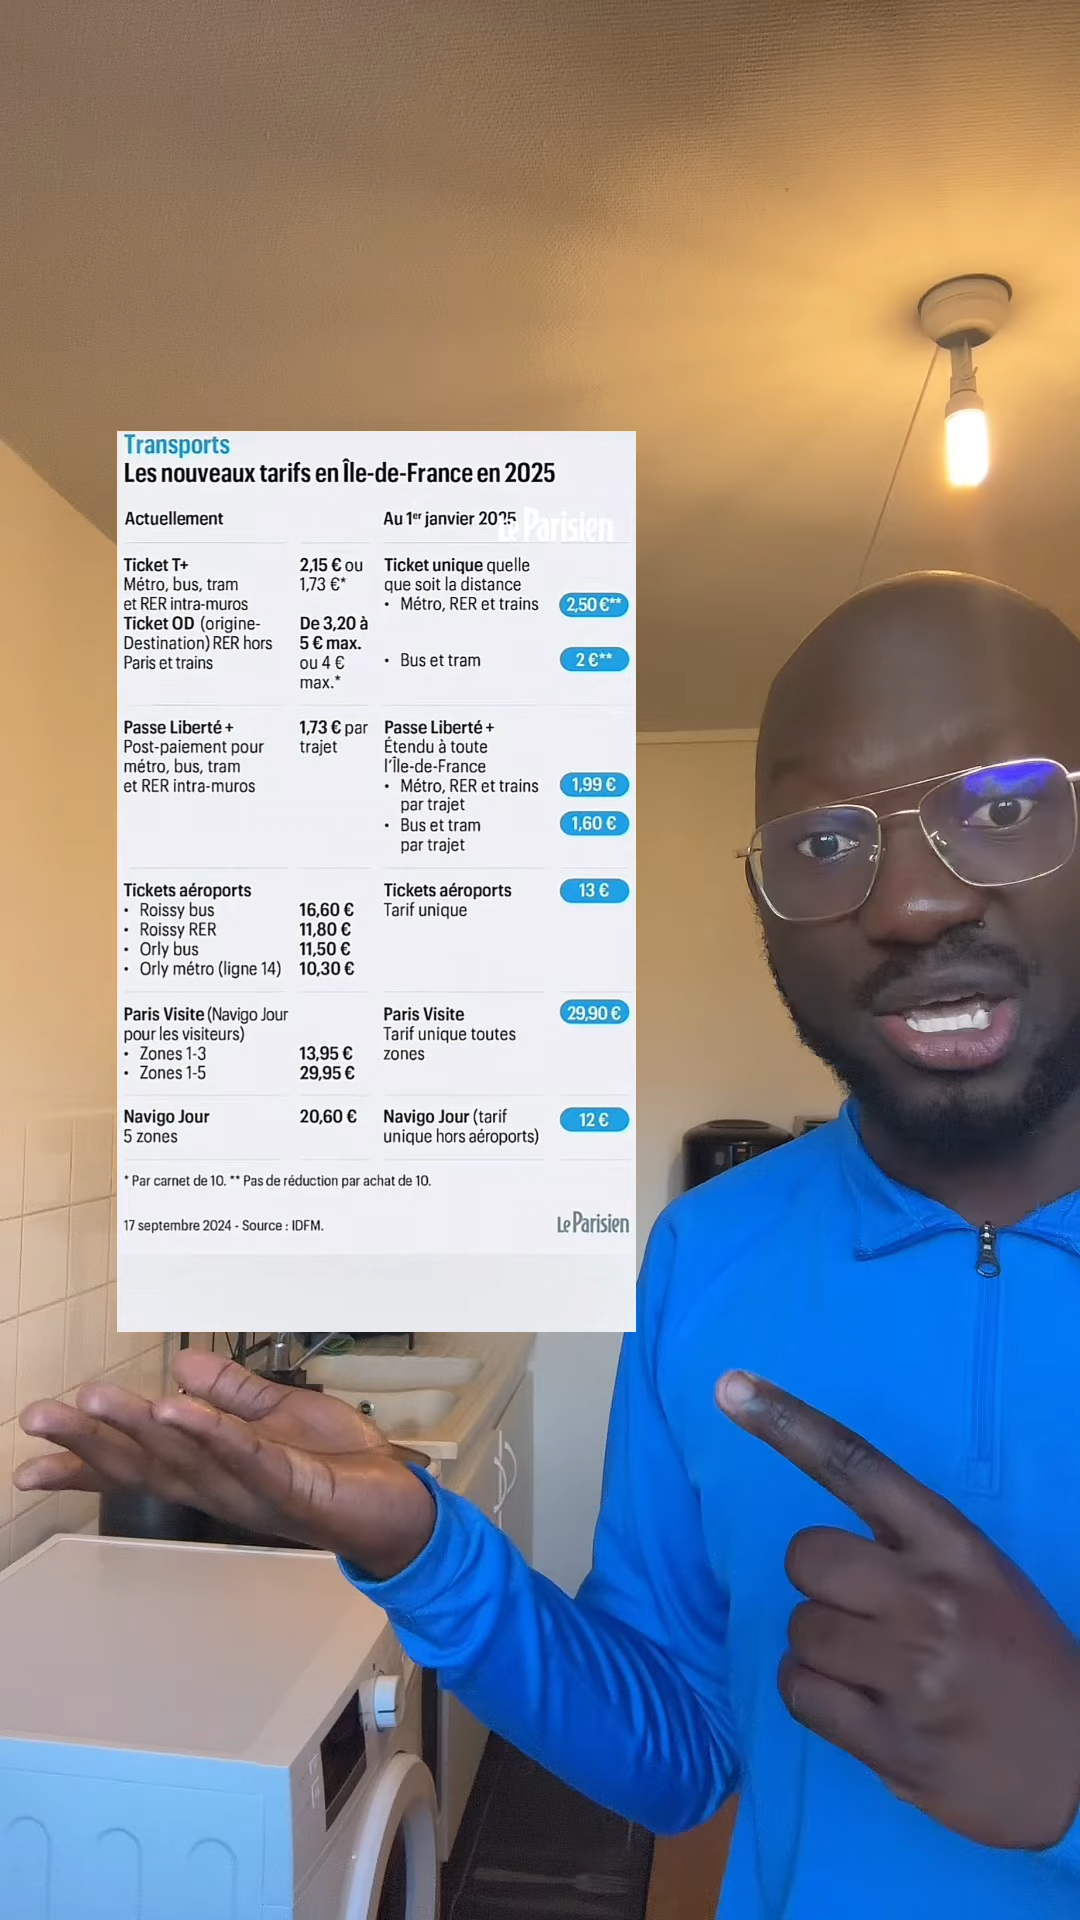 Transports
Les nouveaux tarifs en Île-de-France en 2025
Actuellement
Au 1er janvier 2025
Le Parisien
Ticket T+
Métro, bus, tram
et RER intra-muros
2,15 € ou
1,73 €*
Ticket OD (origine-
Destination) RER hors
Paris et trains
De 3,20 à
5 € max.
ou 4 €
max.*
Ticket unique quelle
que soit la distance
• Métro, RER et trains 2,50 €**
• Bus et tram 2 €**
Passe Liberté +
Post-paiement pour
métro, bus, tram
et RER intra-muros
1,73 € par
trajet
Passe Liberté +
Étendu à toute
l'Île-de-France
• Métro, RER et trains 1,99 €
par trajet
• Bus et tram 1,60 €
par trajet
Tickets aéroports
• Roissy bus 16,60 €
• Roissy RER 11,80 €
• Orly bus 11,50 €
• Orly métro (ligne 14) 10,30 €
Tickets aéroports 13 €
Tarif unique
Paris Visite (Navigo Jour
pour les visiteurs)
• Zones 1-3 13,95 €
• Zones 1-5 29,95 €
Paris Visite 29,90 €
Tarif unique toutes
zones
Navigo Jour 20,60 €
5 zones
Navigo Jour (tarif 12 €
unique hors aéroports)
* Par carnet de 10. ** Pas de réduction par achat de 10.
17 septembre 2024 - Source : IDFM.
Le Parisien